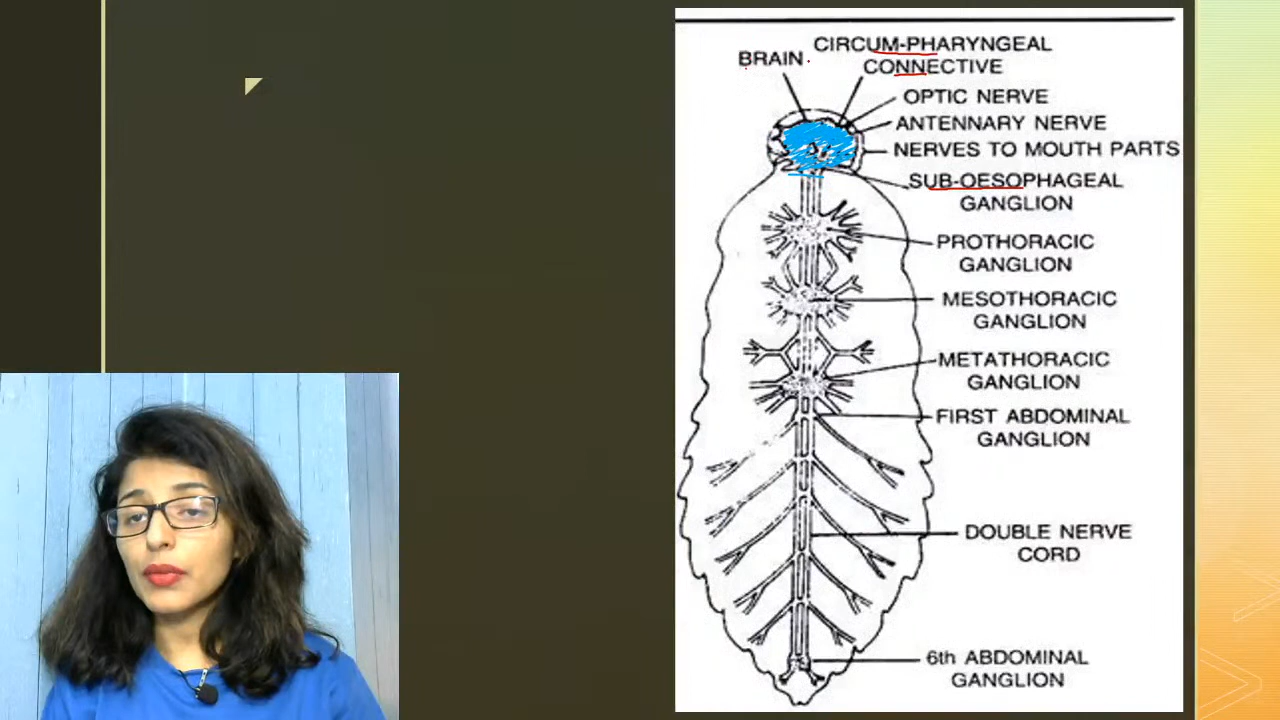 CIRCUM-PHARYNGEAL
BRAIN
CONNECTIVE
OPTIC NERVE
ANTENNARY NERVE
NERVES TO MOUTH PARTS
SUB-OESOPHAGEAL
GANGLION
PROTHORACIC
GANGLION
MESOTHORACIC
GANGLION
METATHORACIC
GANGLION
FIRST ABDOMINAL
GANGLION
DOUBLE NERVE
CORD
6th ABDOMINAL
GANGLION